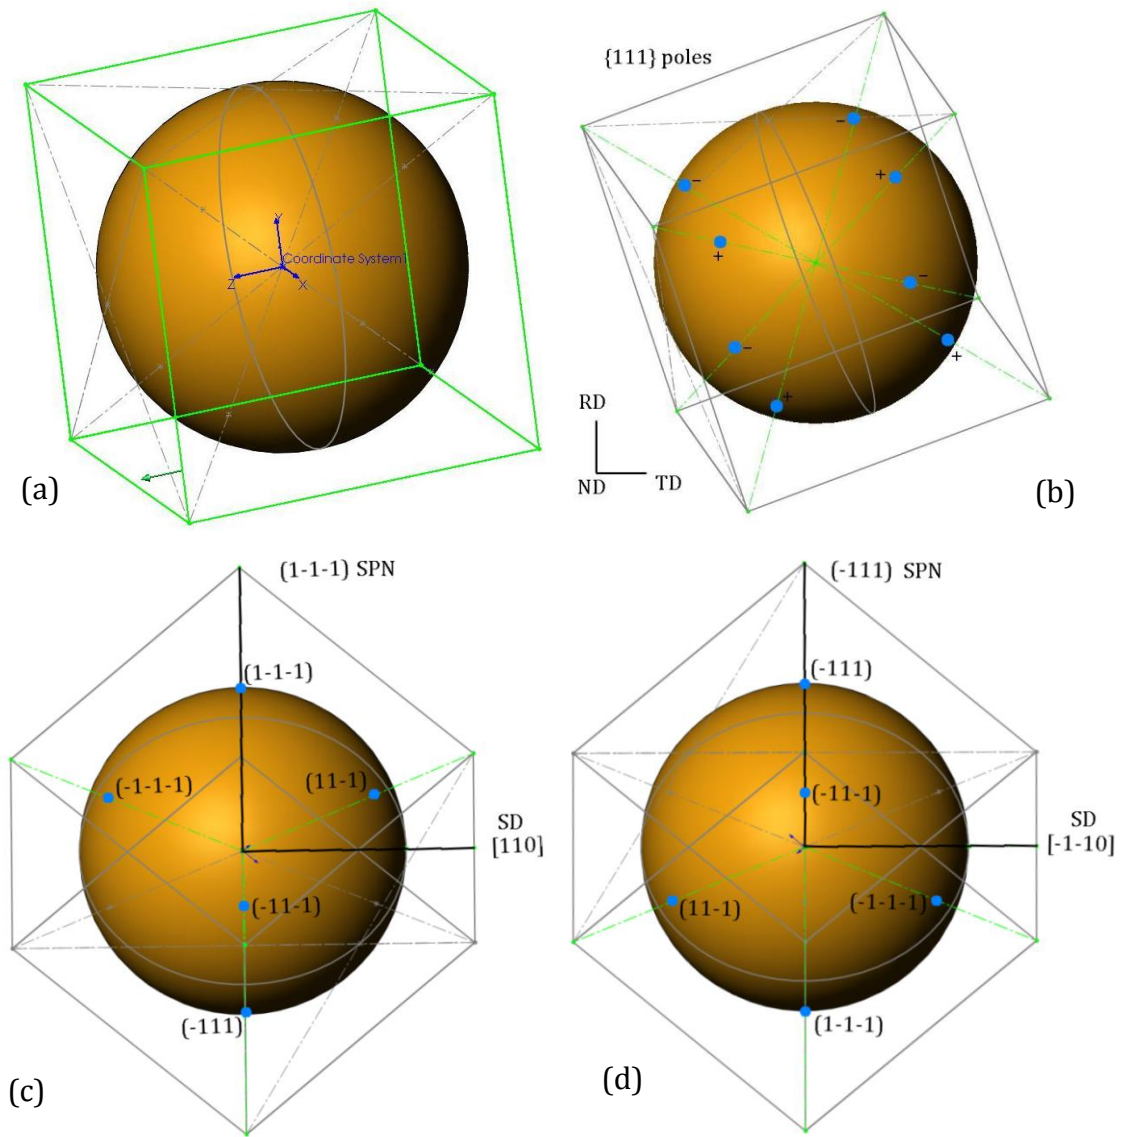 Y
Coordinate System1
Z
X
(a)
{111} poles
−
+
−
+
−
+
−
+
RD
ND
TD
(b)
(1-1-1) SPN
(1-1-1)
(-1-1-1)
(11-1)
SD
[110]
(-11-1)
(-111)
(c)
(-111) SPN
(-111)
(-11-1)
SD
[-1-10]
(11-1)
(-1-1-1)
(1-1-1)
(d)